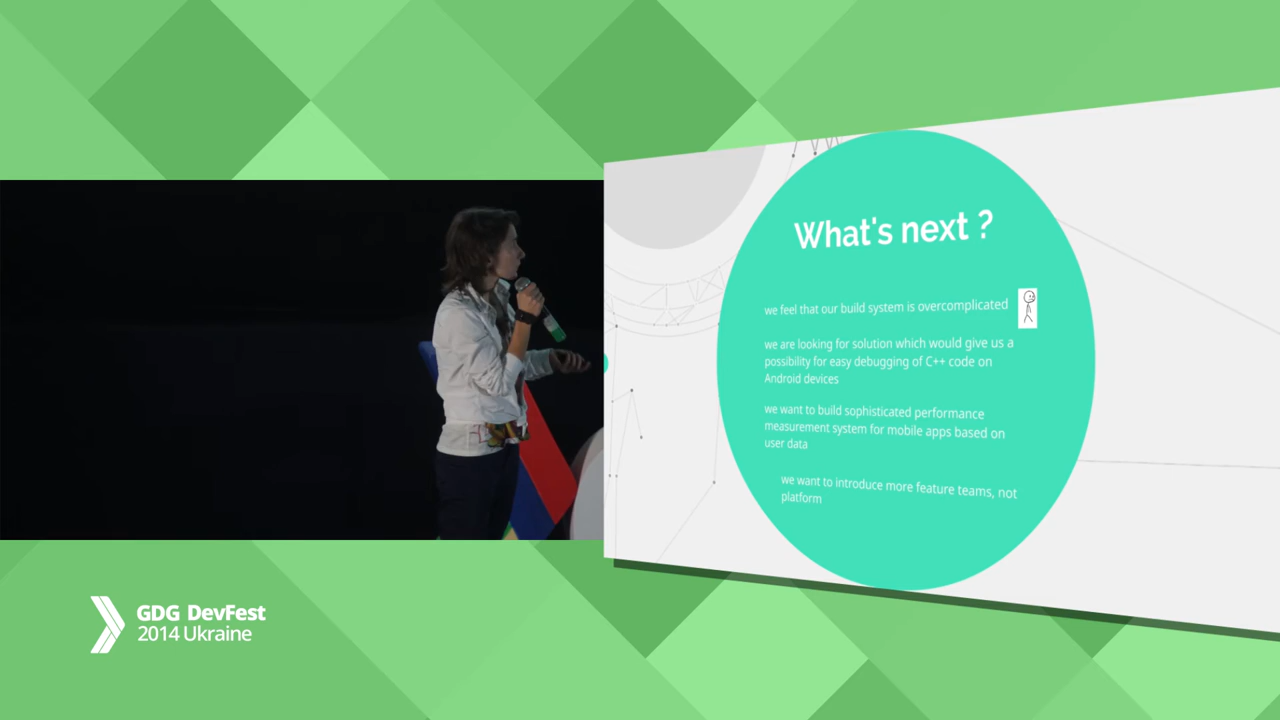 What's next ?
we feel that our build system is overcomplicated
we are looking for solution which would give us a
possibility for easy debugging of C++ code on
Android devices
we want to build sophisticated performance
measurement system for mobile apps based on
user data
we want to introduce more feature teams, not
platform
GDG DevFest
2014 Ukraine